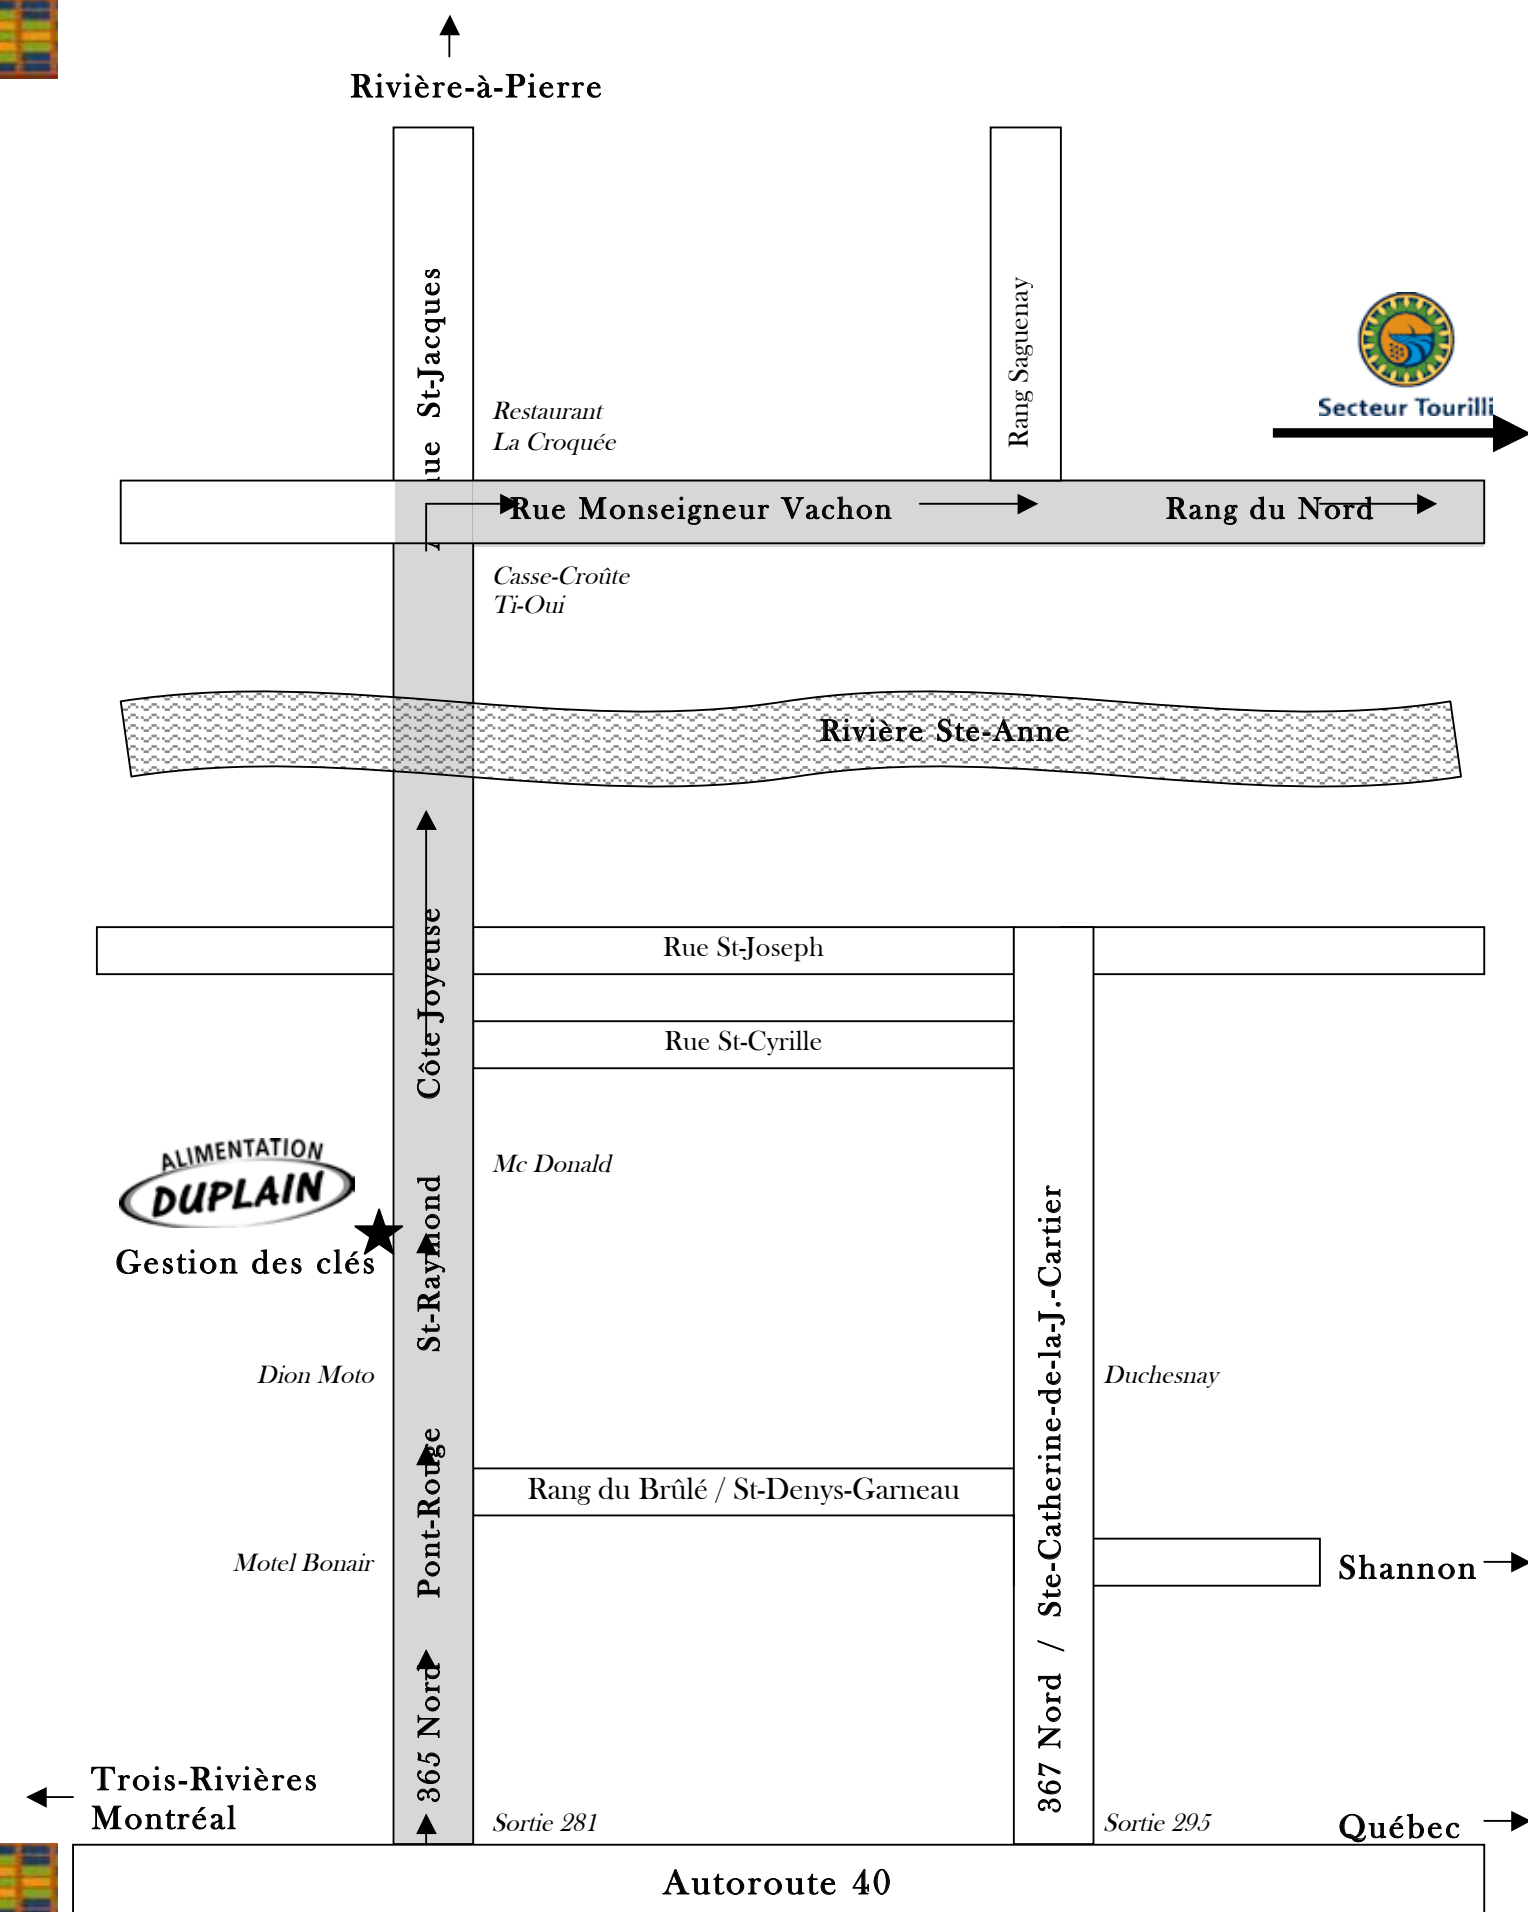 Rivière-à-Pierre
St-Jacques
Rang Saguenay
Secteur Tourilli
Restaurant
La Croquée
Rue Monseigneur Vachon
Rang du Nord
Casse-Croûte
Ti-Oui
Rivière Ste-Anne
Rue St-Joseph
Côte Joyeuse
Rue St-Cyrille
ALIMENTATION
DUPLAIN
Mc Donald
Gestion des clés
St-Raymond
Dion Moto
Duchesnay
Pont-Rouge
Rang du Brûlé / St-Denys-Garneau
367 Nord / Ste-Catherine-de-la-J.-Cartier
Motel Bonair
Shannon
365 Nord
Trois-Rivières
Montréal
Sortie 281
Sortie 295
Québec
Autoroute 40